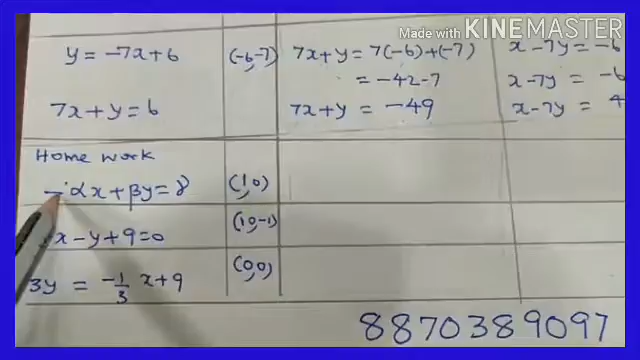 Made with KINEMASTER
y = -7x+6 (-6,-7) 7x+y = 7(-6)+(-7) x-7y = -6
= -42-7 x-7y = -6
7x+y = 6 7x+y = -49 x-7y = 4
Home work
-αx+βy=γ (1,0)
x-y+9=0 (10,-1)
3y = -1/3 x+9 (0,0)
8870389097